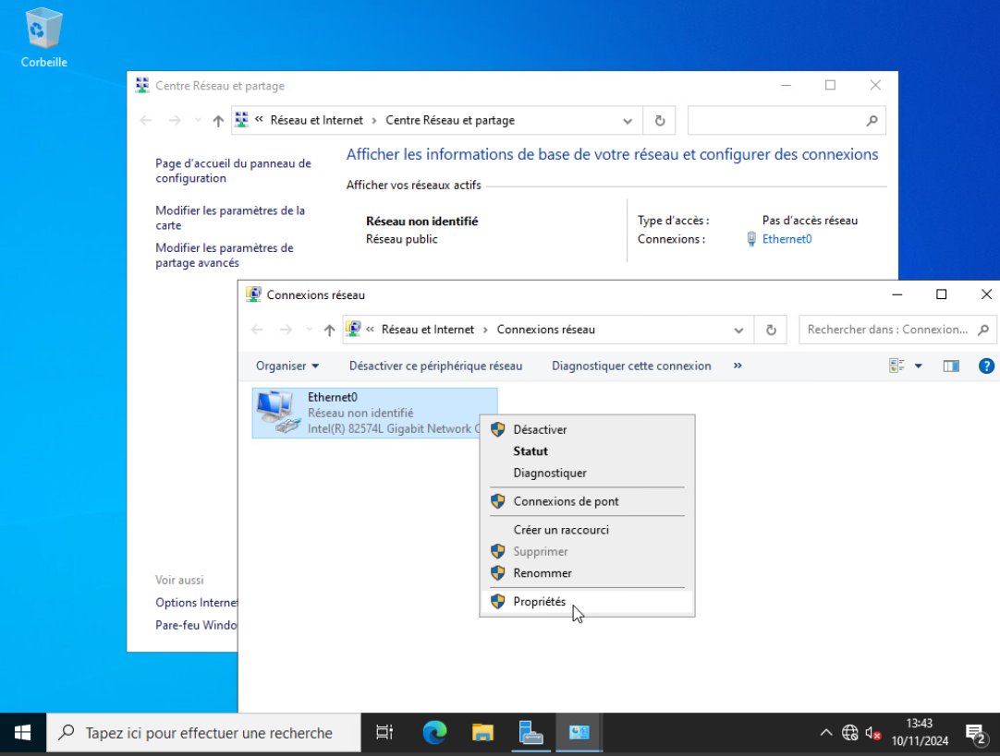 Corbeille
Centre Réseau et partage
« Réseau et Internet › Centre Réseau et partage
Page d'accueil du panneau de
configuration
Modifier les paramètres de la
carte
Modifier les paramètres de
partage avancés
Afficher les informations de base de votre réseau et configurer des connexions
Afficher vos réseaux actifs
Réseau non identifié
Réseau public
Type d'accès : Pas d'accès réseau
Connexions : Ethernet0
Connexions réseau
« Réseau et Internet › Connexions réseau
Rechercher dans : Connexion...
Organiser Désactiver ce périphérique réseau Diagnostiquer cette connexion »
Ethernet0
Réseau non identifié
Intel(R) 82574L Gigabit Network C
Désactiver
Statut
Diagnostiquer
Connexions de pont
Créer un raccourci
Supprimer
Renommer
Propriétés
Voir aussi
Options Internet
Pare-feu Windo
Tapez ici pour effectuer une recherche
13:43
10/11/2024
2